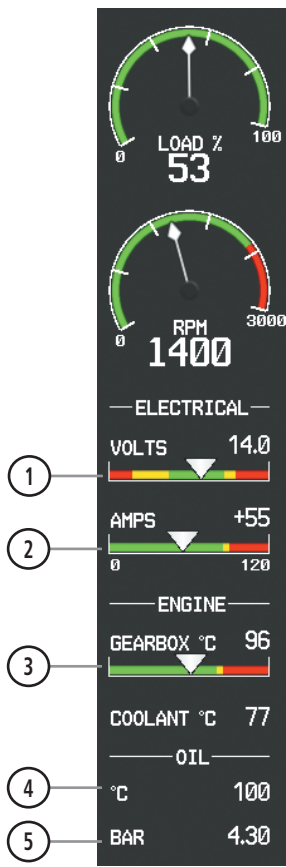 0 LOAD % 100
53
0 RPM 3000
1400
ELECTRICAL
VOLTS 14.0
1
AMPS +55
2
0 120
ENGINE
GEARBOX °C 96
3
COOLANT °C 77
OIL
4 °C 100
5 BAR 4.30